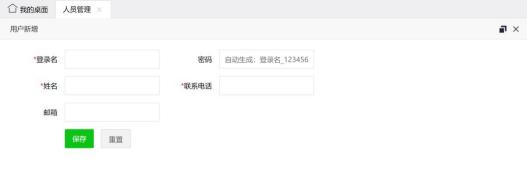 我的桌面 人员管理 ×
用户新增
*登录名 密码 自动生成：登录名_123456
*姓名 *联系电话
邮箱
保存 重置